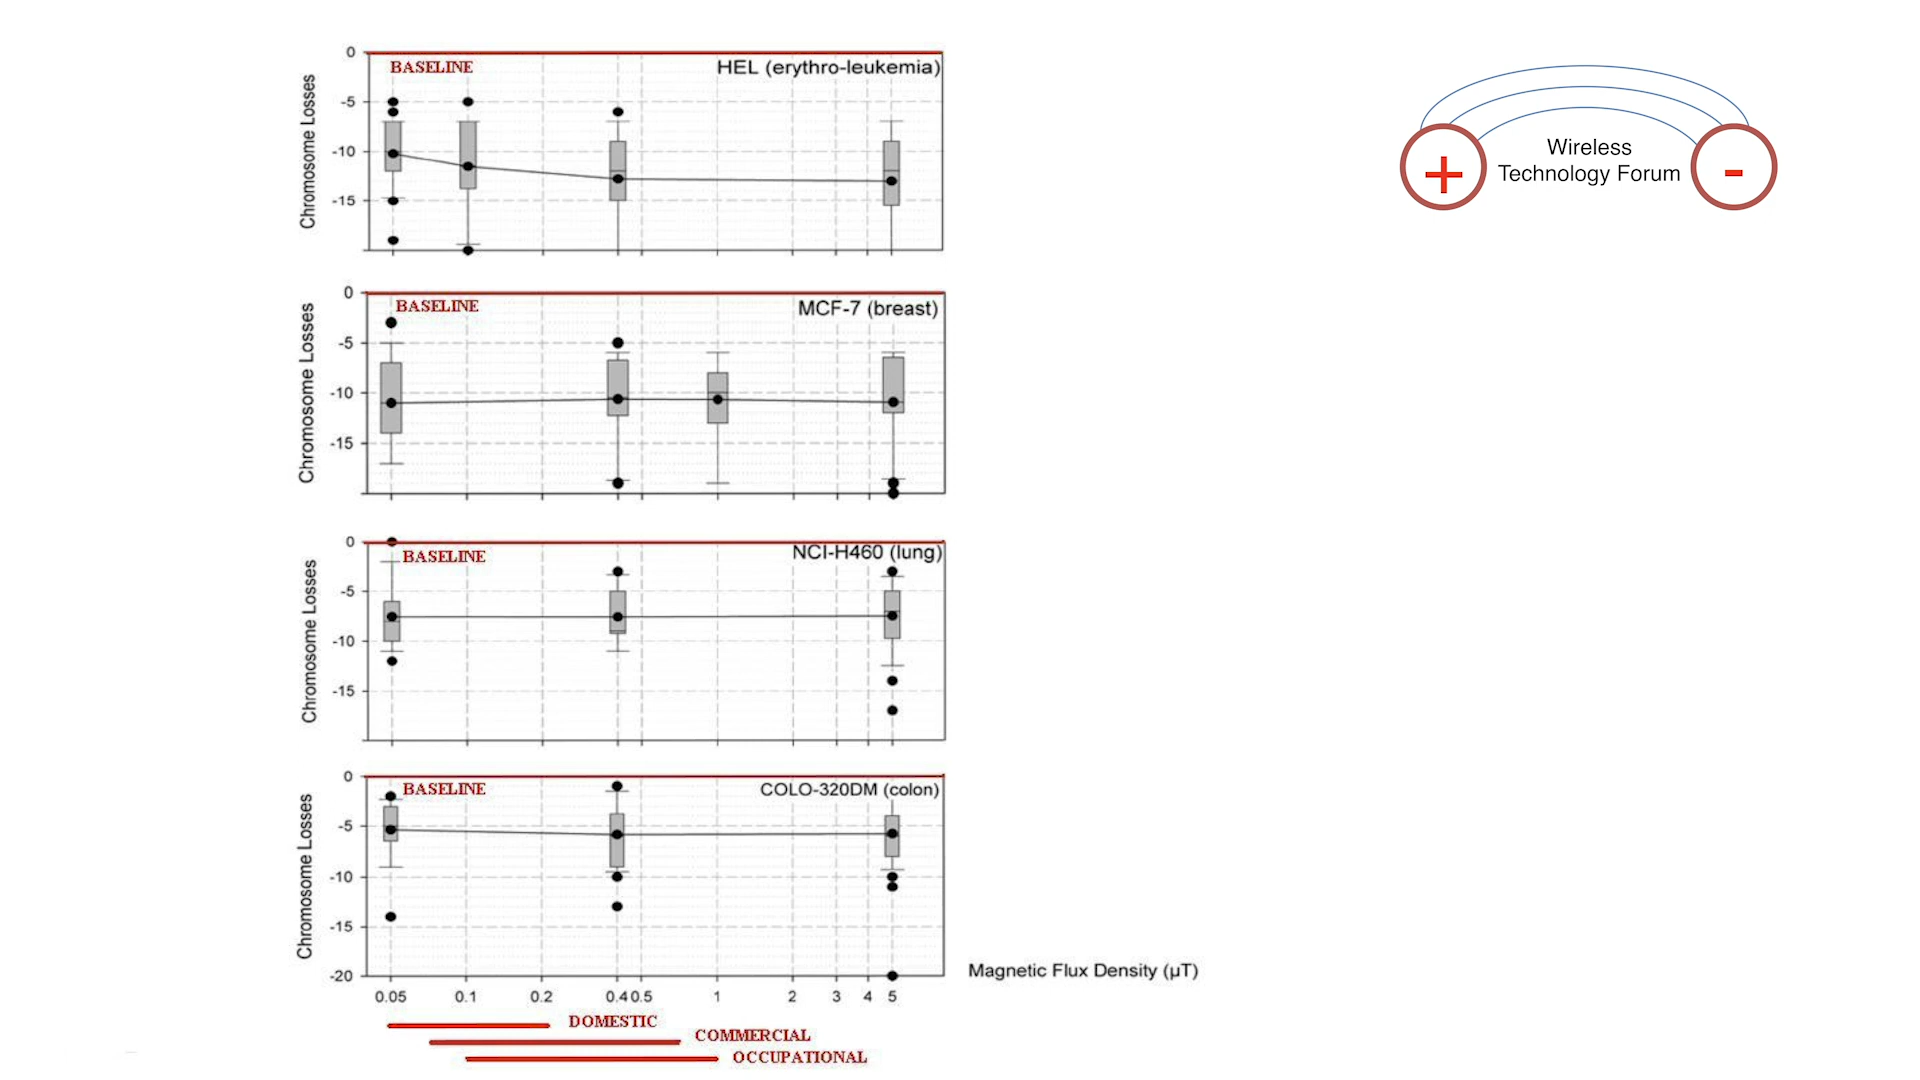 0
BASELINE
HEL (erythro-leukemia)
-5
-10
-15
Chromosome Losses
+
Wireless
Technology Forum
-
0
BASELINE
MCF-7 (breast)
-5
-10
-15
Chromosome Losses
0
BASELINE
NCI-H460 (lung)
-5
-10
-15
Chromosome Losses
0
BASELINE
COLO-320DM (colon)
-5
-10
-15
-20
Chromosome Losses
Magnetic Flux Density (µT)
0.05 0.1 0.2 0.4 0.5 1 2 3 4 5
DOMESTIC
COMMERCIAL
OCCUPATIONAL